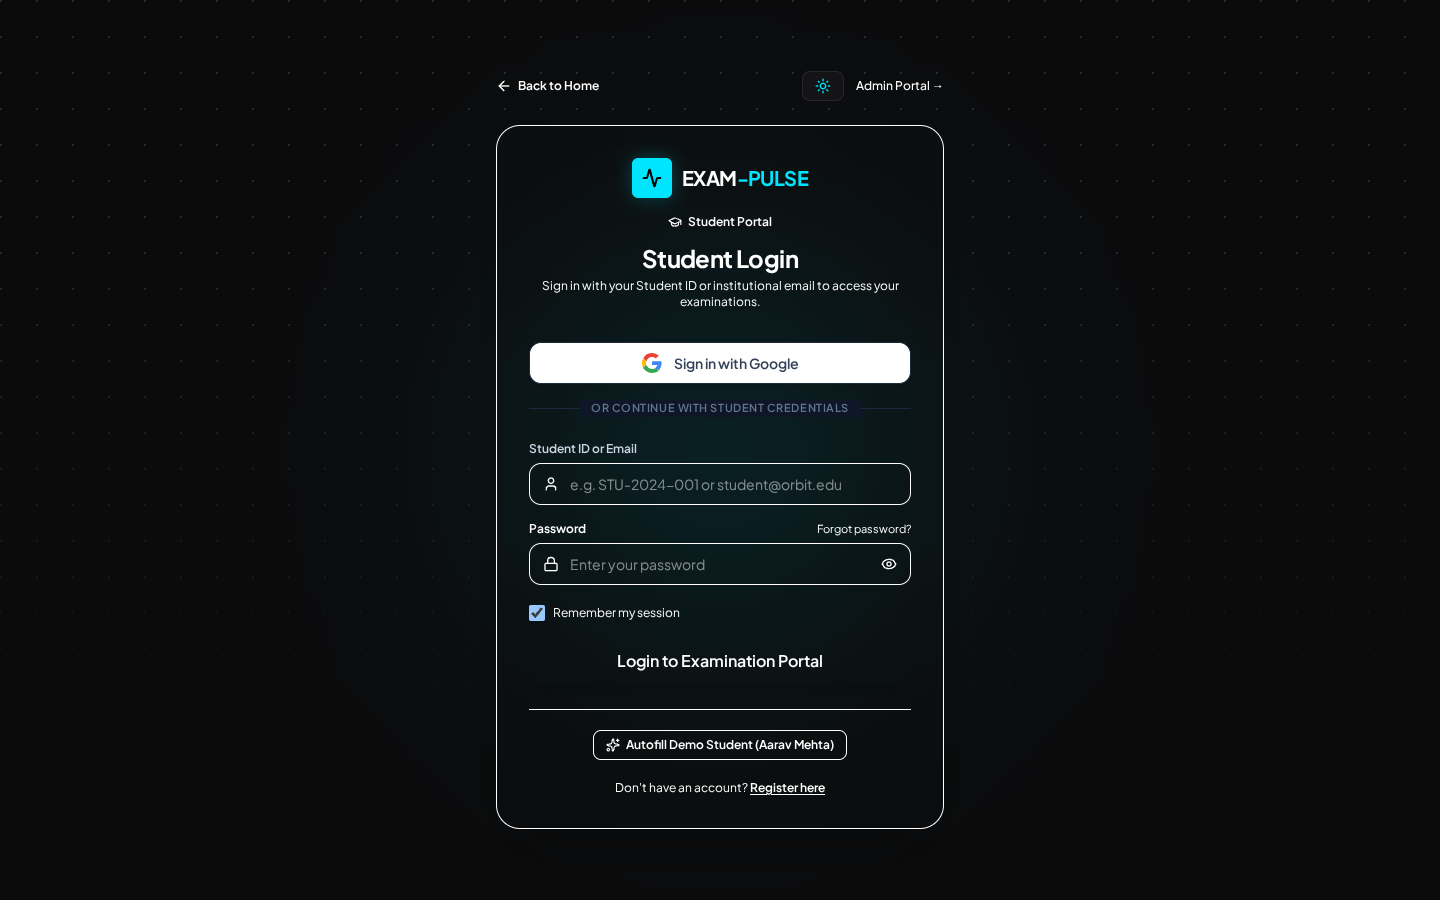 Back to Home
Admin Portal →
EXAM-PULSE
Student Portal
Student Login
Sign in with your Student ID or institutional email to access your
examinations.
Sign in with Google
OR CONTINUE WITH STUDENT CREDENTIALS
Student ID or Email
e.g. STU-2024-001 or student@orbit.edu
Password
Forgot password?
Enter your password
Remember my session
Login to Examination Portal
Autofill Demo Student (Aarav Mehta)
Don't have an account? Register here